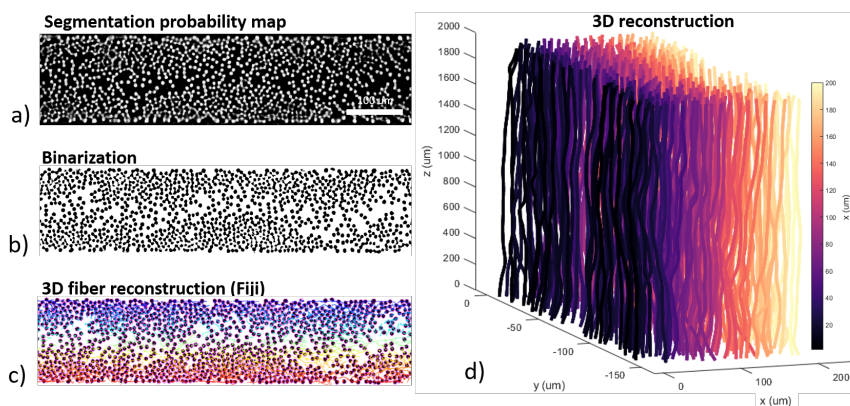 Segmentation probability map
100 um
a)
Binarization
b)
3D fiber reconstruction (Fiji)
c)
3D reconstruction
2000
1800
1600
1400
1200
1000
800
600
400
200
0
z (um)
0
-50
-100
-150
y (um)
0
100
200
x (um)
200
180
160
140
120
100
80
60
40
20
x (um)
d)